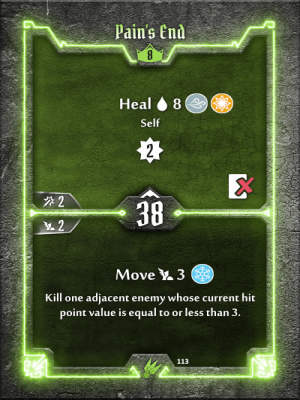 Pain's End
8
Heal 8
Self
2
2
38
2
Move 3
Kill one adjacent enemy whose current hit
point value is equal to or less than 3.
113